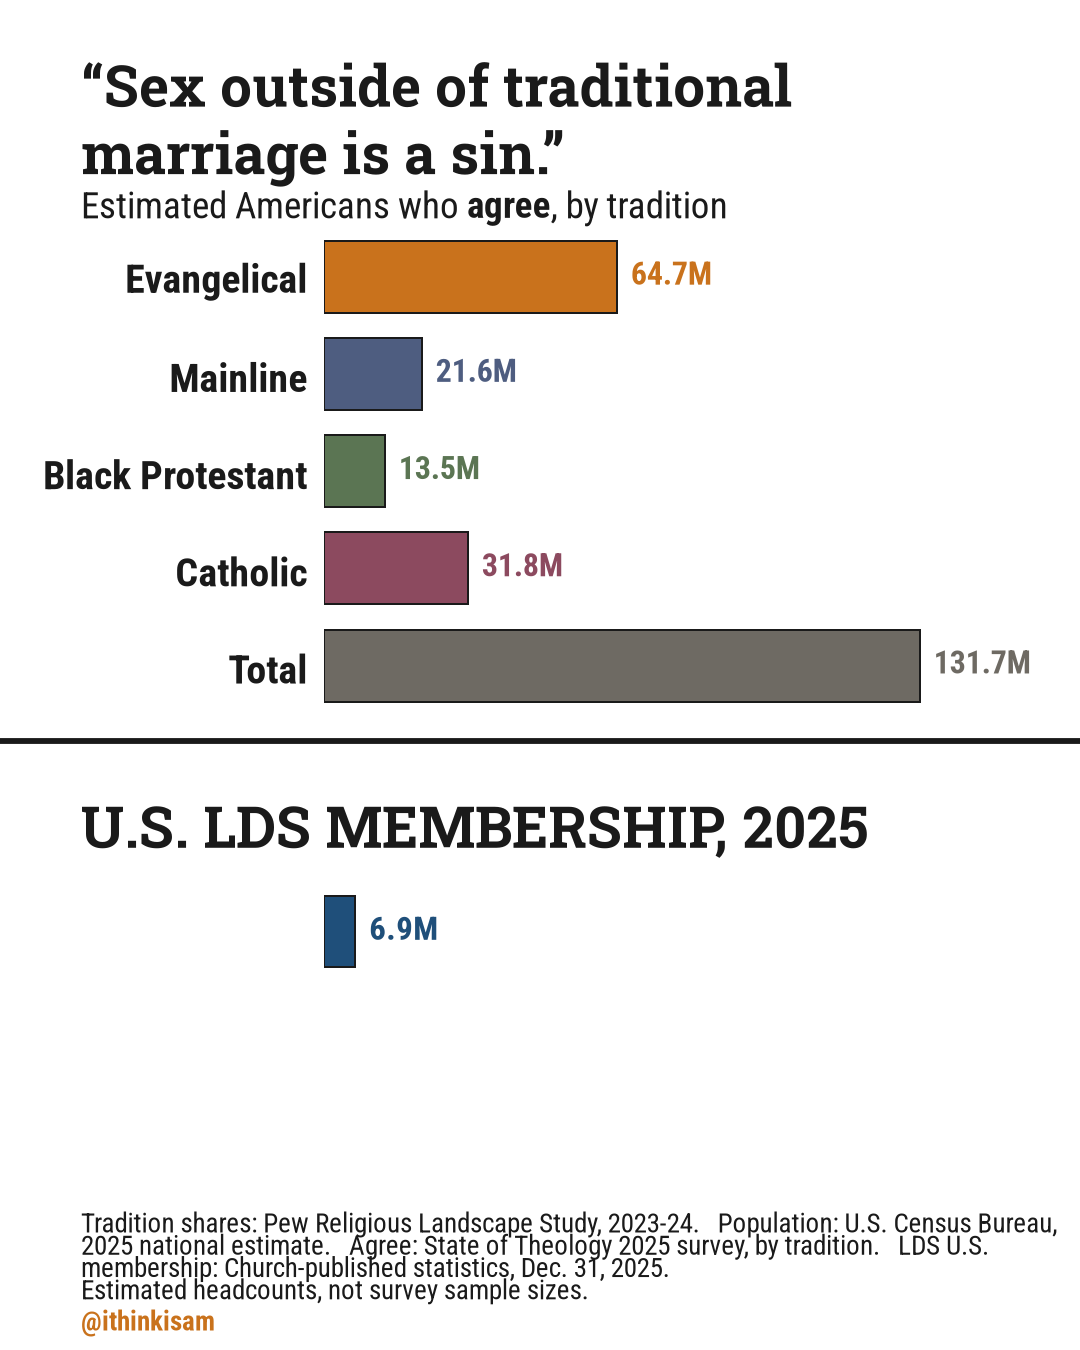 “Sex outside of traditional
marriage is a sin.”
Estimated Americans who agree, by tradition
Evangelical 64.7M
Mainline 21.6M
Black Protestant 13.5M
Catholic 31.8M
Total 131.7M
U.S. LDS MEMBERSHIP, 2025
6.9M
Tradition shares: Pew Religious Landscape Study, 2023-24. Population: U.S. Census Bureau,
2025 national estimate. Agree: State of Theology 2025 survey, by tradition. LDS U.S.
membership: Church-published statistics, Dec. 31, 2025.
Estimated headcounts, not survey sample sizes.
@ithinkisam